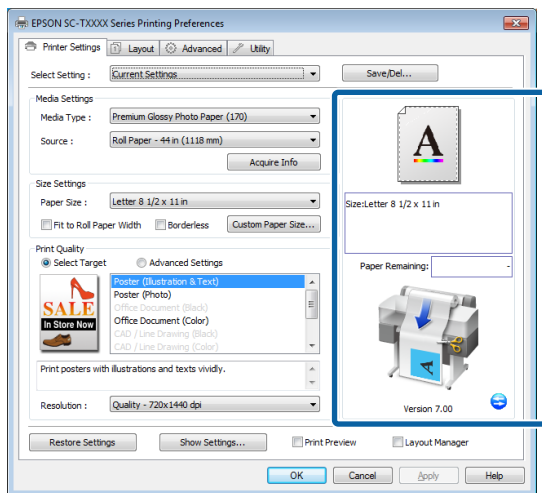 EPSON SC-TXXXX Series Printing Preferences
Printer Settings Layout Advanced Utility
Select Setting : Current Settings Save/Del...
Media Settings
Media Type : Premium Glossy Photo Paper (170)
Source : Roll Paper - 44 in (1118 mm)
Acquire Info
Size Settings
Paper Size : Letter 8 1/2 x 11 in
Fit to Roll Paper Width Borderless Custom Paper Size...
Print Quality
Select Target Advanced Settings
SALE
In Store Now
Poster (Illustration & Text)
Poster (Photo)
Office Document (Black)
Office Document (Color)
CAD / Line Drawing (Black)
CAD / Line Drawing (Color)
Print posters with illustrations and texts vividly.
Resolution : Quality - 720x1440 dpi
A
Size:Letter 8 1/2 x 11 in
Paper Remaining: -
A
Version 7.00
Restore Settings Show Settings... Print Preview Layout Manager
OK Cancel Apply Help